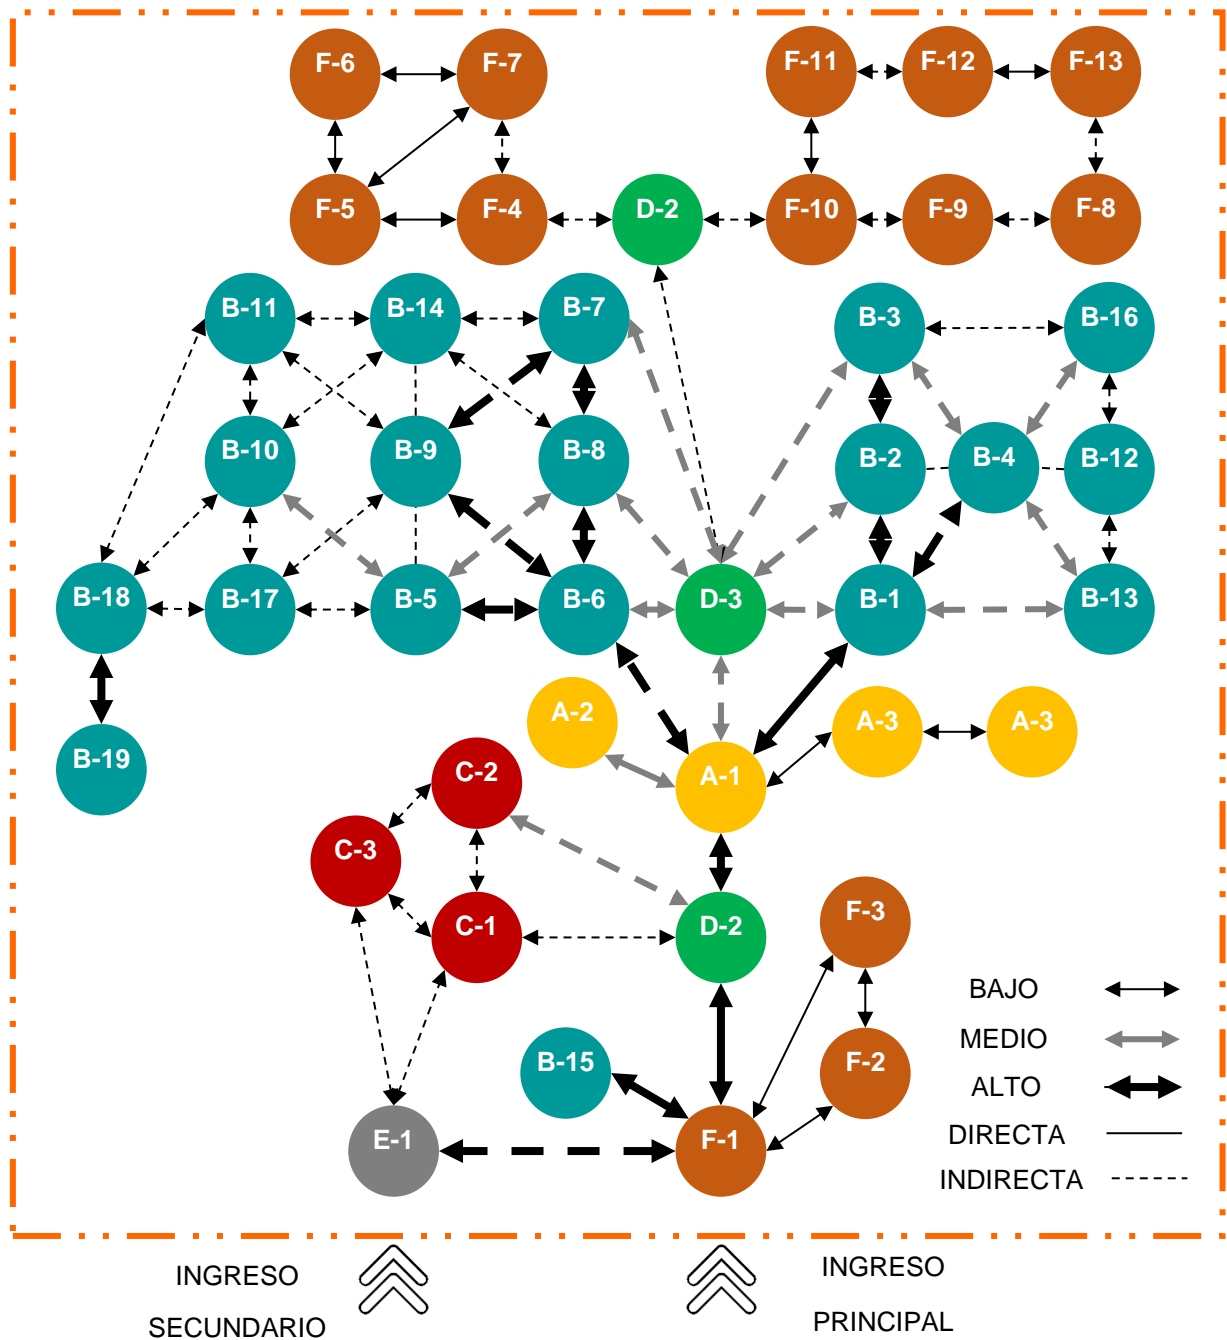 F-6
F-7
F-11
F-12
F-13
F-5
F-4
D-2
F-10
F-9
F-8
B-11
B-14
B-7
B-3
B-16
B-10
B-9
B-8
B-2
B-4
B-12
B-18
B-17
B-5
B-6
D-3
B-1
B-13
A-2
A-3
A-3
B-19
C-2
A-1
C-3
C-1
D-2
F-3
BAJO
B-15
F-2
MEDIO
ALTO
E-1
F-1
DIRECTA
INDIRECTA
INGRESO
SECUNDARIO
INGRESO
PRINCIPAL